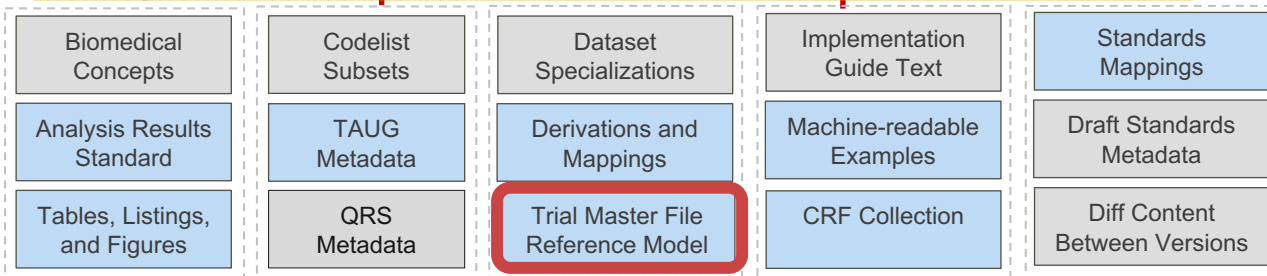 Biomedical
Concepts
Codelist
Subsets
Dataset
Specializations
Implementation
Guide Text
Standards
Mappings
Analysis Results
Standard
TAUG
Metadata
Derivations and
Mappings
Machine-readable
Examples
Draft Standards
Metadata
Tables, Listings,
and Figures
QRS
Metadata
Trial Master File
Reference Model
CRF Collection
Diff Content
Between Versions